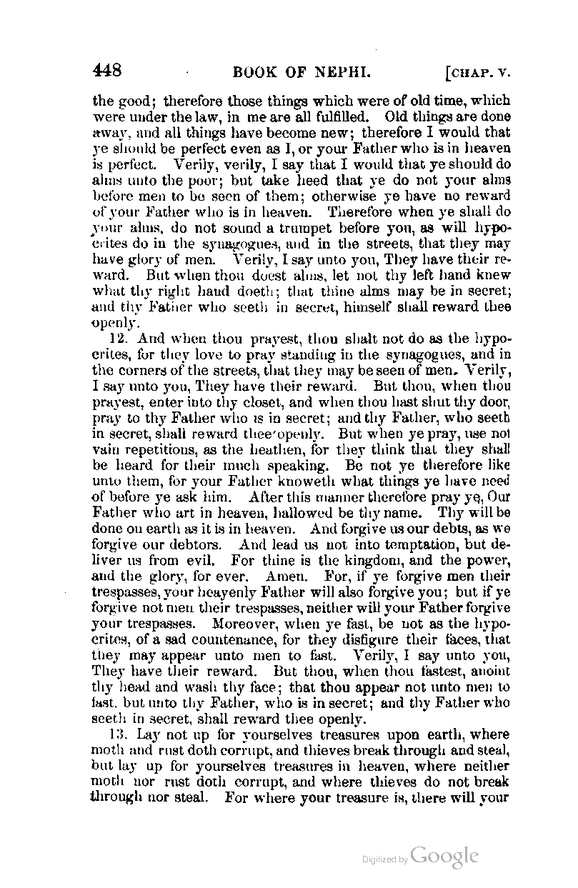 448 BOOK OF NEPHI. [CHAP. V.
the good; therefore those things which were of old time, which
were under the law, in me are all fulfilled. Old things are done
away, and all things have become new; therefore I would that
ye should be perfect even as I, or your Father who is in heaven
is perfect. Verily, verily, I say that I would that ye should do
alms unto the poor; but take heed that ye do not your alms
before men to be seen of them; otherwise ye have no reward
of your Father who is in heaven. Therefore when ye shall do
your alms, do not sound a trumpet before you, as will hypo-
crites do in the synagogues, and in the streets, that they may
have glory of men. Verily, I say unto you, They have their re-
ward. But when thou doest alms, let not thy left hand knew
what thy right hand doeth; that thine alms may be in secret;
and thy Father who seeth in secret, himself shall reward thee
openly.
12. And when thou prayest, thou shalt not do as the hypo-
crites, for they love to pray standing in the synagogues, and in
the corners of the streets, that they may be seen of men. Verily,
I say unto you, They have their reward. But thou, when thou
prayest, enter into thy closet, and when thou hast shut thy door,
pray to thy Father who is in secret; and thy Father, who seeth
in secret, shall reward thee openly. But when ye pray, use not
vain repetitions, as the heathen, for they think that they shall
be heard for their much speaking. Be not ye therefore like
unto them, for your Father knoweth what things ye have need
of before ye ask him. After this manner therefore pray ye, Our
Father who art in heaven, hallowed be thy name. Thy will be
done on earth as it is in heaven. And forgive us our debts, as we
forgive our debtors. And lead us not into temptation, but de-
liver us from evil. For thine is the kingdom, and the power,
and the glory, for ever. Amen. For, if ye forgive men their
trespasses, your heavenly Father will also forgive you; but if ye
forgive not men their trespasses, neither will your Father forgive
your trespasses. Moreover, when ye fast, be not as the hypo-
crites, of a sad countenance, for they disfigure their faces, that
they may appear unto men to fast. Verily, I say unto you,
They have their reward. But thou, when thou fastest, anoint
thy head and wash thy face; that thou appear not unto men to
fast, but unto thy Father, who is in secret; and thy Father who
seeth in secret, shall reward thee openly.
13. Lay not up for yourselves treasures upon earth, where
moth and rust doth corrupt, and thieves break through and steal,
but lay up for yourselves treasures in heaven, where neither
moth nor rust doth corrupt, and where thieves do not break
through nor steal. For where your treasure is, there will your
Digitized by Google